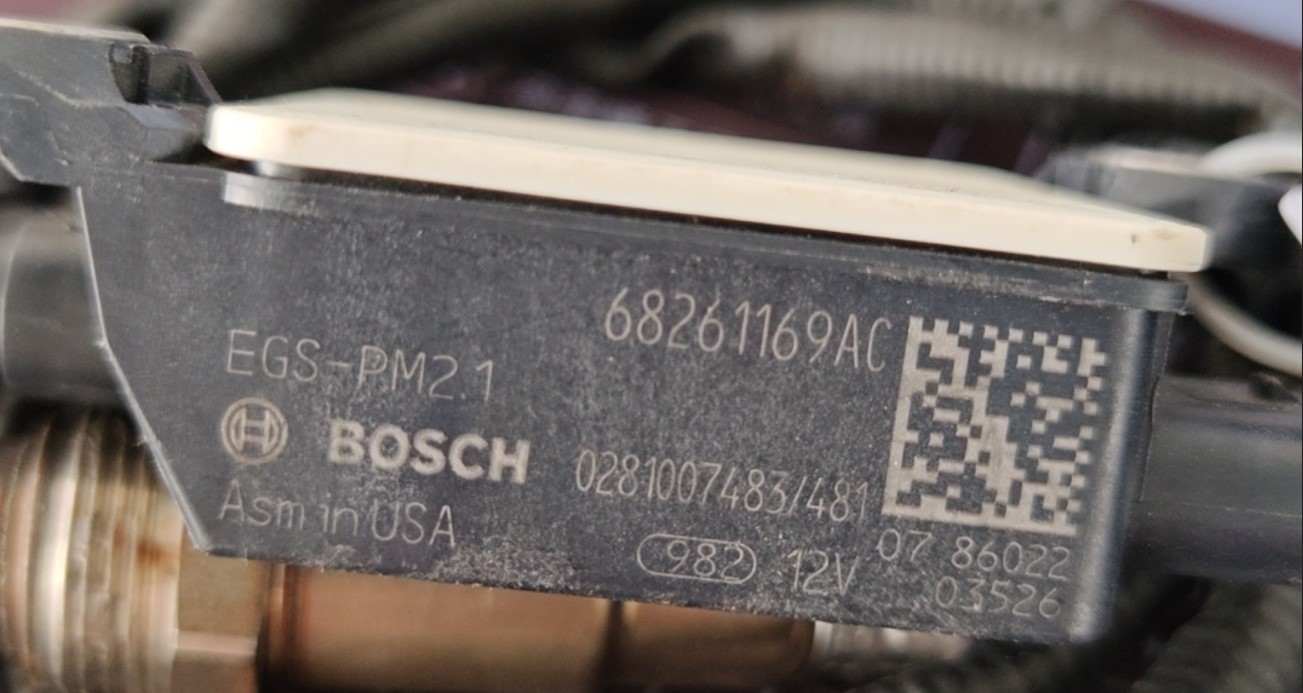 68261169AC
EGS-PM2.1
BOSCH
0281007483/481
Asm in USA
982 12V
07 86022
03526